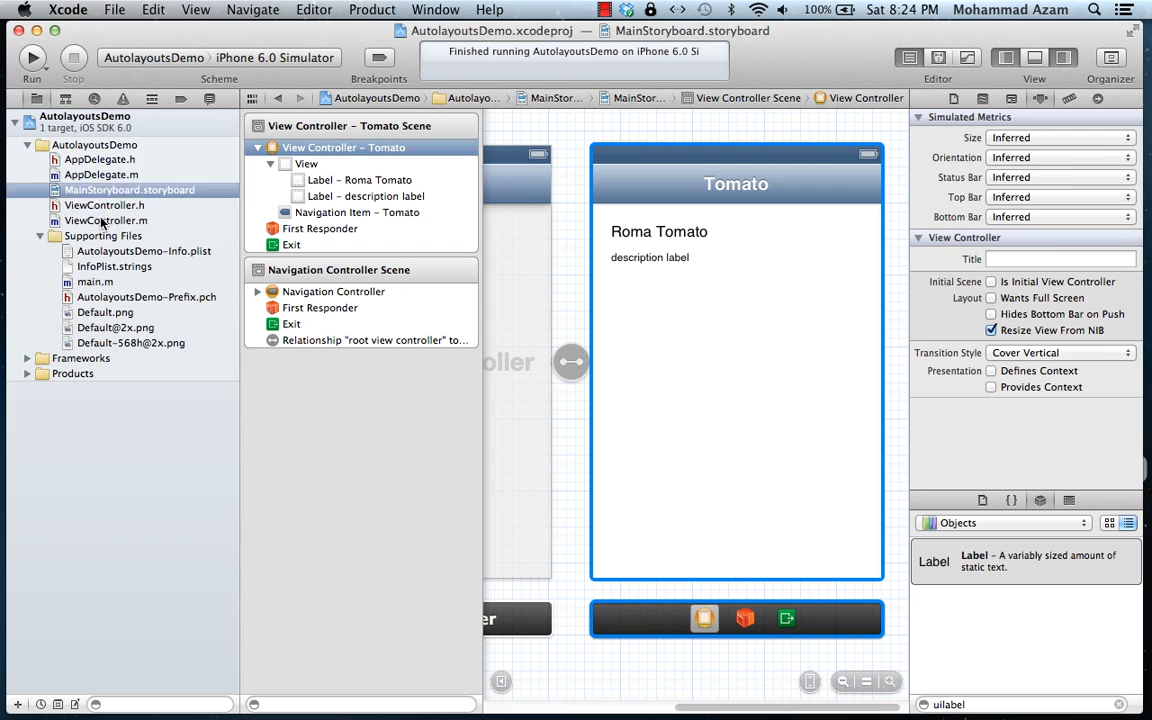 Xcode File Edit View Navigate Editor Product Window Help 100% Sat 8:24 PM Mohammad Azam
AutolayoutsDemo.xcodeproj — MainStoryboard.storyboard
Finished running AutolayoutsDemo on iPhone 6.0 Si
AutolayoutsDemo iPhone 6.0 Simulator
Run Stop Scheme Breakpoints Editor View Organizer
AutolayoutsDemo Autolayo... MainStor... MainStor... View Controller Scene View Controller
AutolayoutsDemo
1 target, iOS SDK 6.0
AutolayoutsDemo
AppDelegate.h
AppDelegate.m
MainStoryboard.storyboard
ViewController.h
ViewController.m
Supporting Files
AutolayoutsDemo-Info.plist
InfoPlist.strings
main.m
AutolayoutsDemo-Prefix.pch
Default.png
Default@2x.png
Default-568h@2x.png
Frameworks
Products
View Controller – Tomato Scene
View Controller – Tomato
View
Label – Roma Tomato
Label – description label
Navigation Item – Tomato
First Responder
Exit
Navigation Controller Scene
Navigation Controller
First Responder
Exit
Relationship "root view controller" to...
oller
er
Tomato
Roma Tomato
description label
Simulated Metrics
Size Inferred
Orientation Inferred
Status Bar Inferred
Top Bar Inferred
Bottom Bar Inferred
View Controller
Title
Initial Scene Is Initial View Controller
Layout Wants Full Screen
Hides Bottom Bar on Push
Resize View From NIB
Transition Style Cover Vertical
Presentation Defines Context
Provides Context
Objects
Label
Label – A variably sized amount of
static text.
uilabel